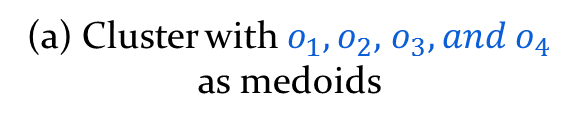 (a) Cluster with o₁, o₂, o₃, and o₄
as medoids